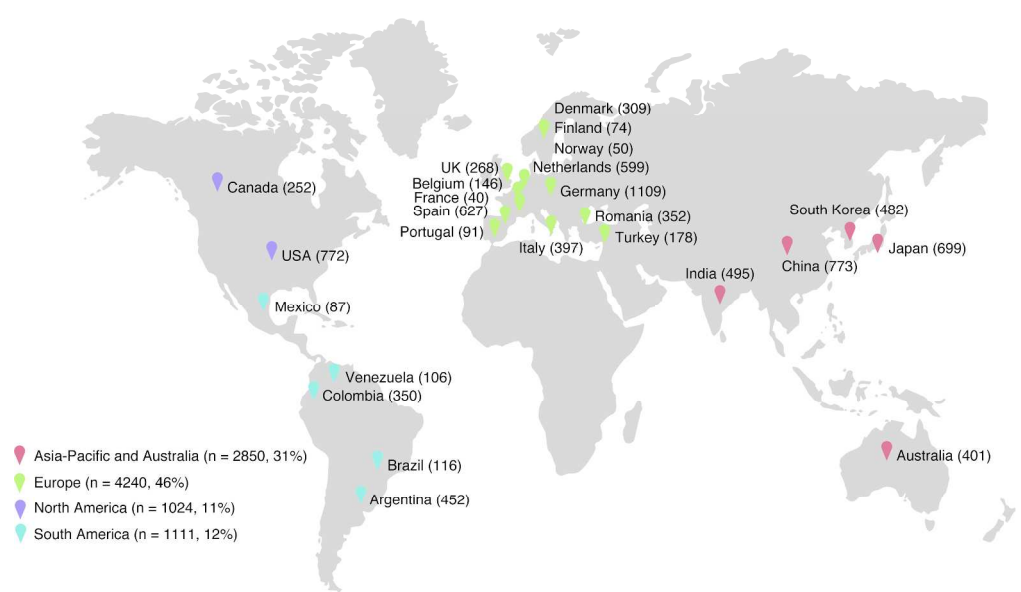 Denmark (309)
Finland (74)
Norway (50)
UK (268)
Netherlands (599)
Belgium (146)
Germany (1109)
France (40)
Spain (627)
Portugal (91)
Romania (352)
Turkey (178)
Italy (397)
Canada (252)
USA (772)
Mexico (87)
South Korea (482)
Japan (699)
China (773)
India (495)
Venezuela (106)
Colombia (350)
Brazil (116)
Argentina (452)
Australia (401)
Asia-Pacific and Australia (n = 2850, 31%)
Europe (n = 4240, 46%)
North America (n = 1024, 11%)
South America (n = 1111, 12%)